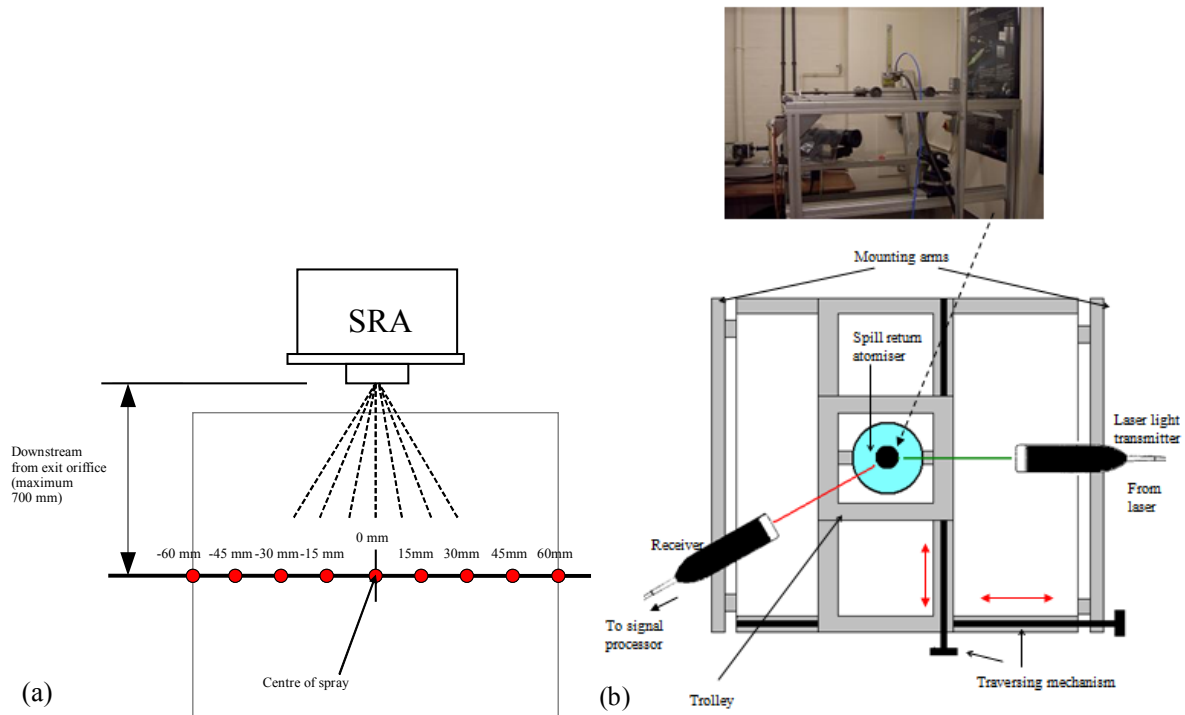 SRA
Downstream
from exit oriffice
(maximum
700 mm)
-60 mm -45 mm -30 mm -15 mm 0 mm 15mm 30mm 45mm 60mm
Centre of spray
(a)
Mounting arms
Spill return
atomiser
Laser light
transmitter
From
laser
Receiver
To signal
processor
Trolley
Traversing mechanism
(b)